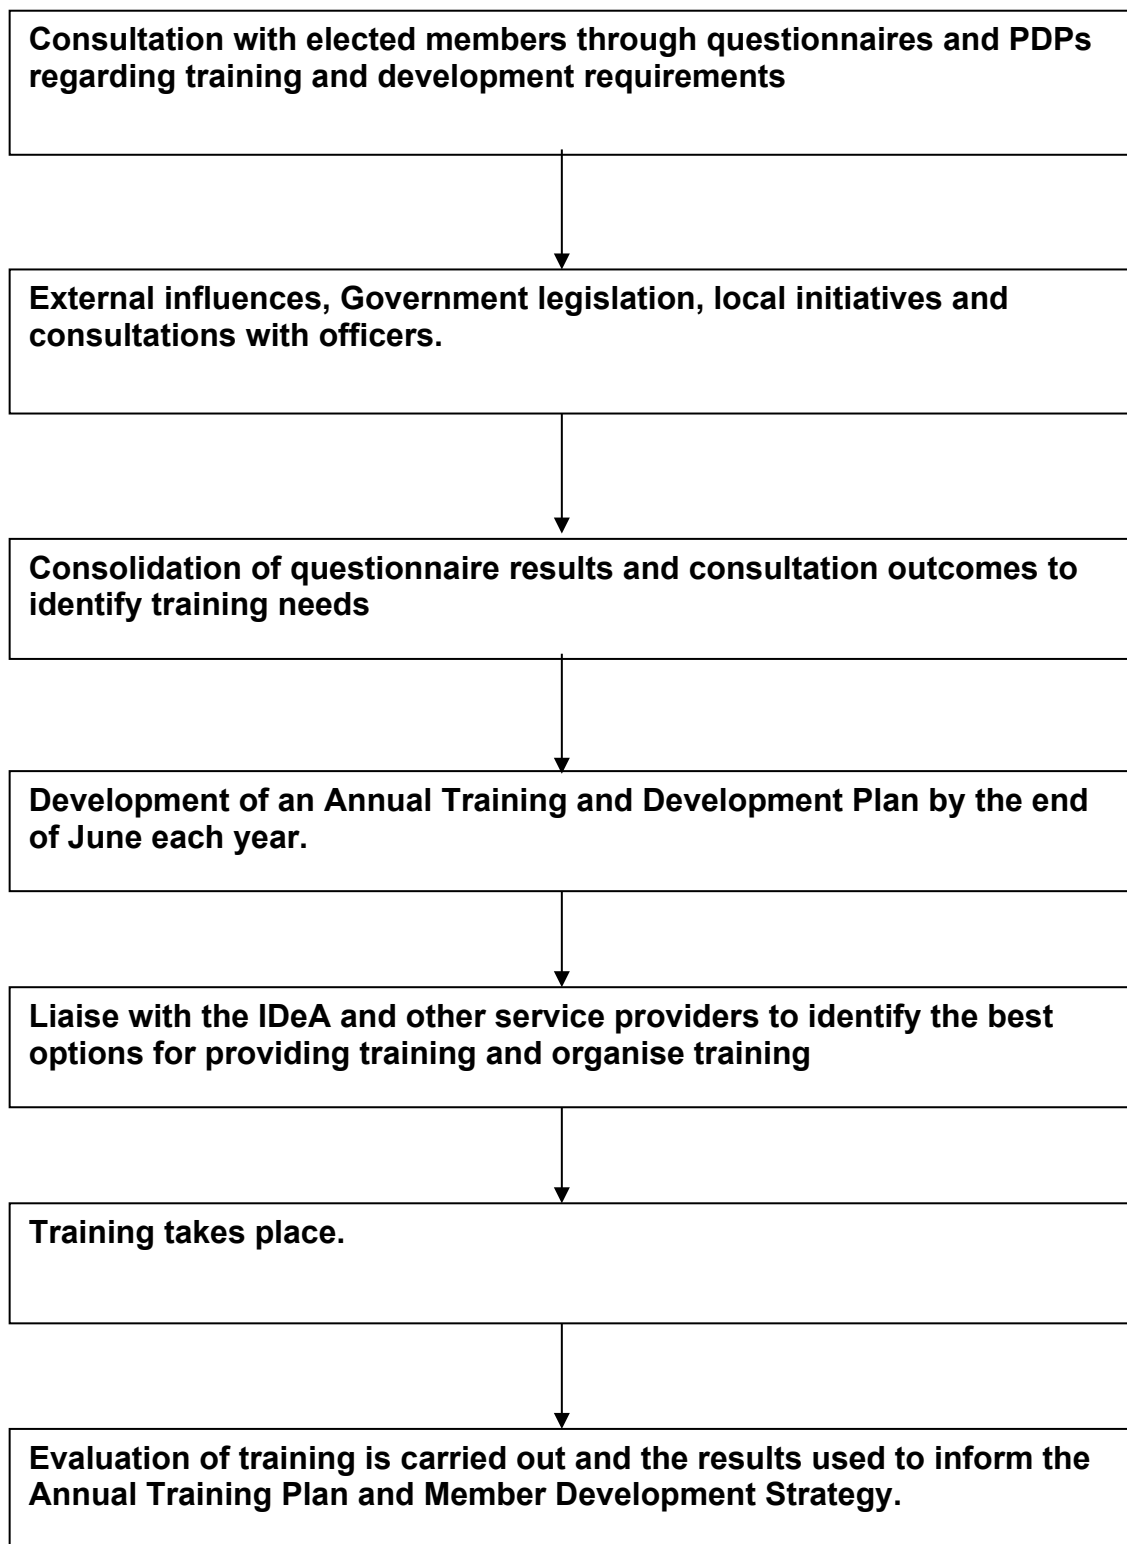 Consultation with elected members through questionnaires and PDPs
regarding training and development requirements
External influences, Government legislation, local initiatives and
consultations with officers.
Consolidation of questionnaire results and consultation outcomes to
identify training needs
Development of an Annual Training and Development Plan by the end
of June each year.
Liaise with the IDeA and other service providers to identify the best
options for providing training and organise training
Training takes place.
Evaluation of training is carried out and the results used to inform the
Annual Training Plan and Member Development Strategy.